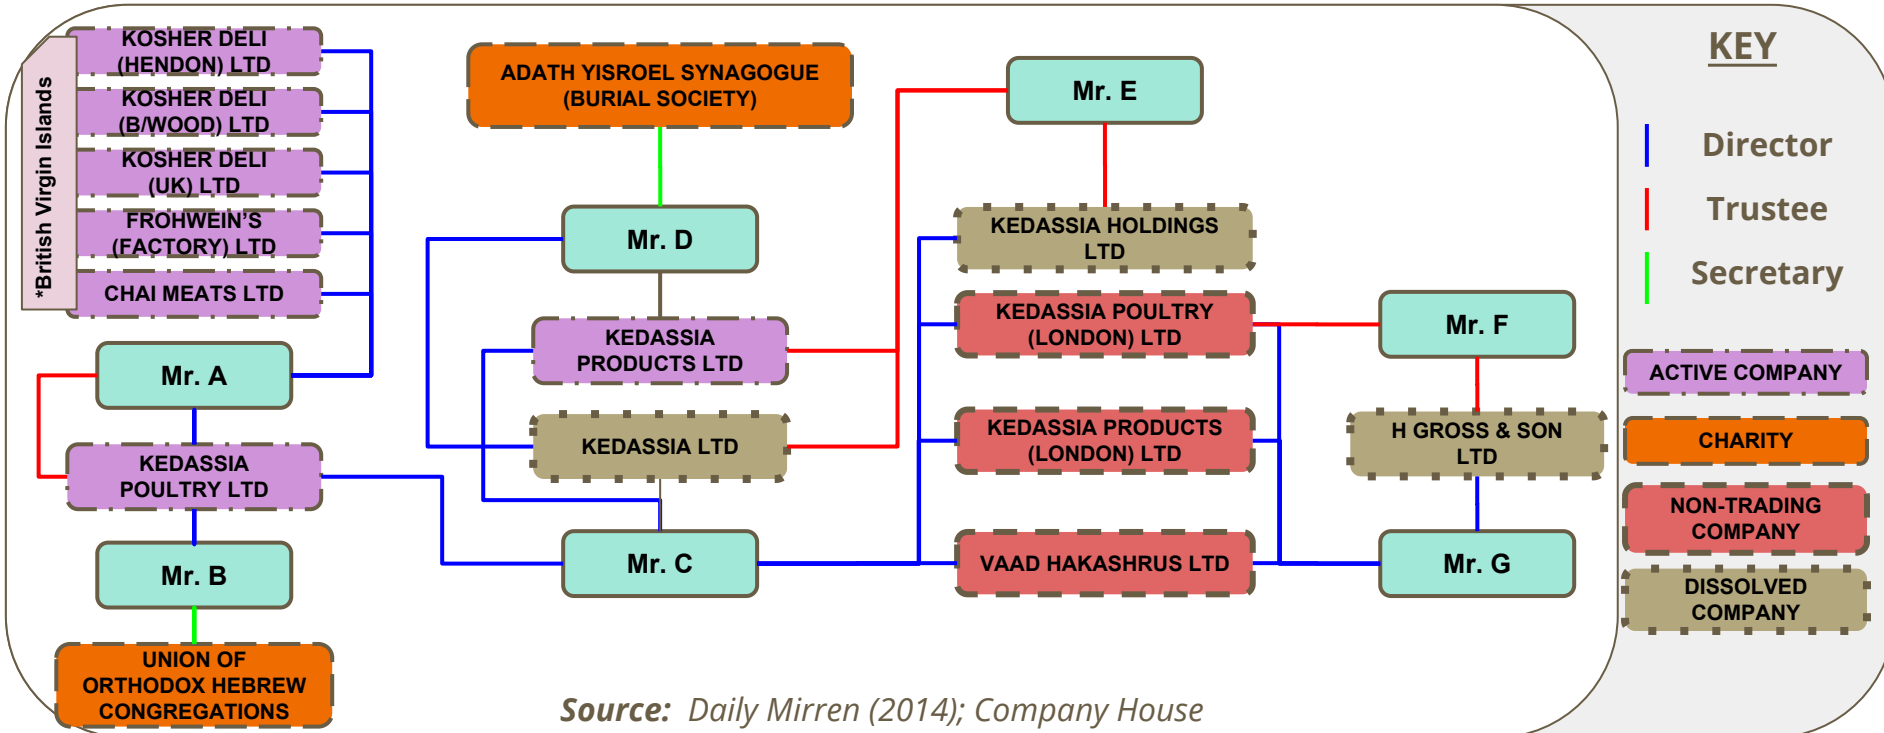 *British Virgin Islands
KOSHER DELI
(HENDON) LTD
KOSHER DELI
(B/WOOD) LTD
KOSHER DELI
(UK) LTD
FROHWEIN'S
(FACTORY) LTD
CHAI MEATS LTD
Mr. A
KEDASSIA
POULTRY LTD
Mr. B
UNION OF
ORTHODOX HEBREW
CONGREGATIONS
ADATH YISROEL SYNAGOGUE
(BURIAL SOCIETY)
Mr. D
KEDASSIA
PRODUCTS LTD
KEDASSIA LTD
Mr. C
Mr. E
KEDASSIA HOLDINGS
LTD
KEDASSIA POULTRY
(LONDON) LTD
KEDASSIA PRODUCTS
(LONDON) LTD
VAAD HAKASHRUS LTD
Mr. F
H GROSS & SON
LTD
Mr. G
Source: Daily Mirren (2014); Company House
KEY
Director
Trustee
Secretary
ACTIVE COMPANY
CHARITY
NON-TRADING
COMPANY
DISSOLVED
COMPANY